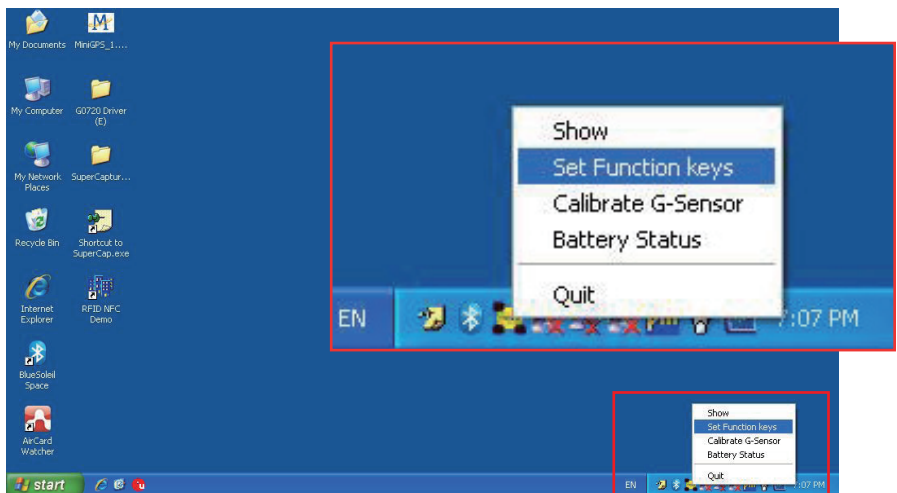 My Documents
MiniGPS_1....
My Computer
G0720 Driver
(E)
My Network
Places
SuperCaptur...
Recycle Bin
Shortcut to
SuperCap.exe
Internet
Explorer
RFID NFC
Demo
BlueSoleil
Space
AirCard
Watcher
start
Show
Set Function keys
Calibrate G-Sensor
Battery Status
Quit
EN
7:07 PM
Show
Set Function keys
Calibrate G-Sensor
Battery Status
Quit
EN
7:07 PM